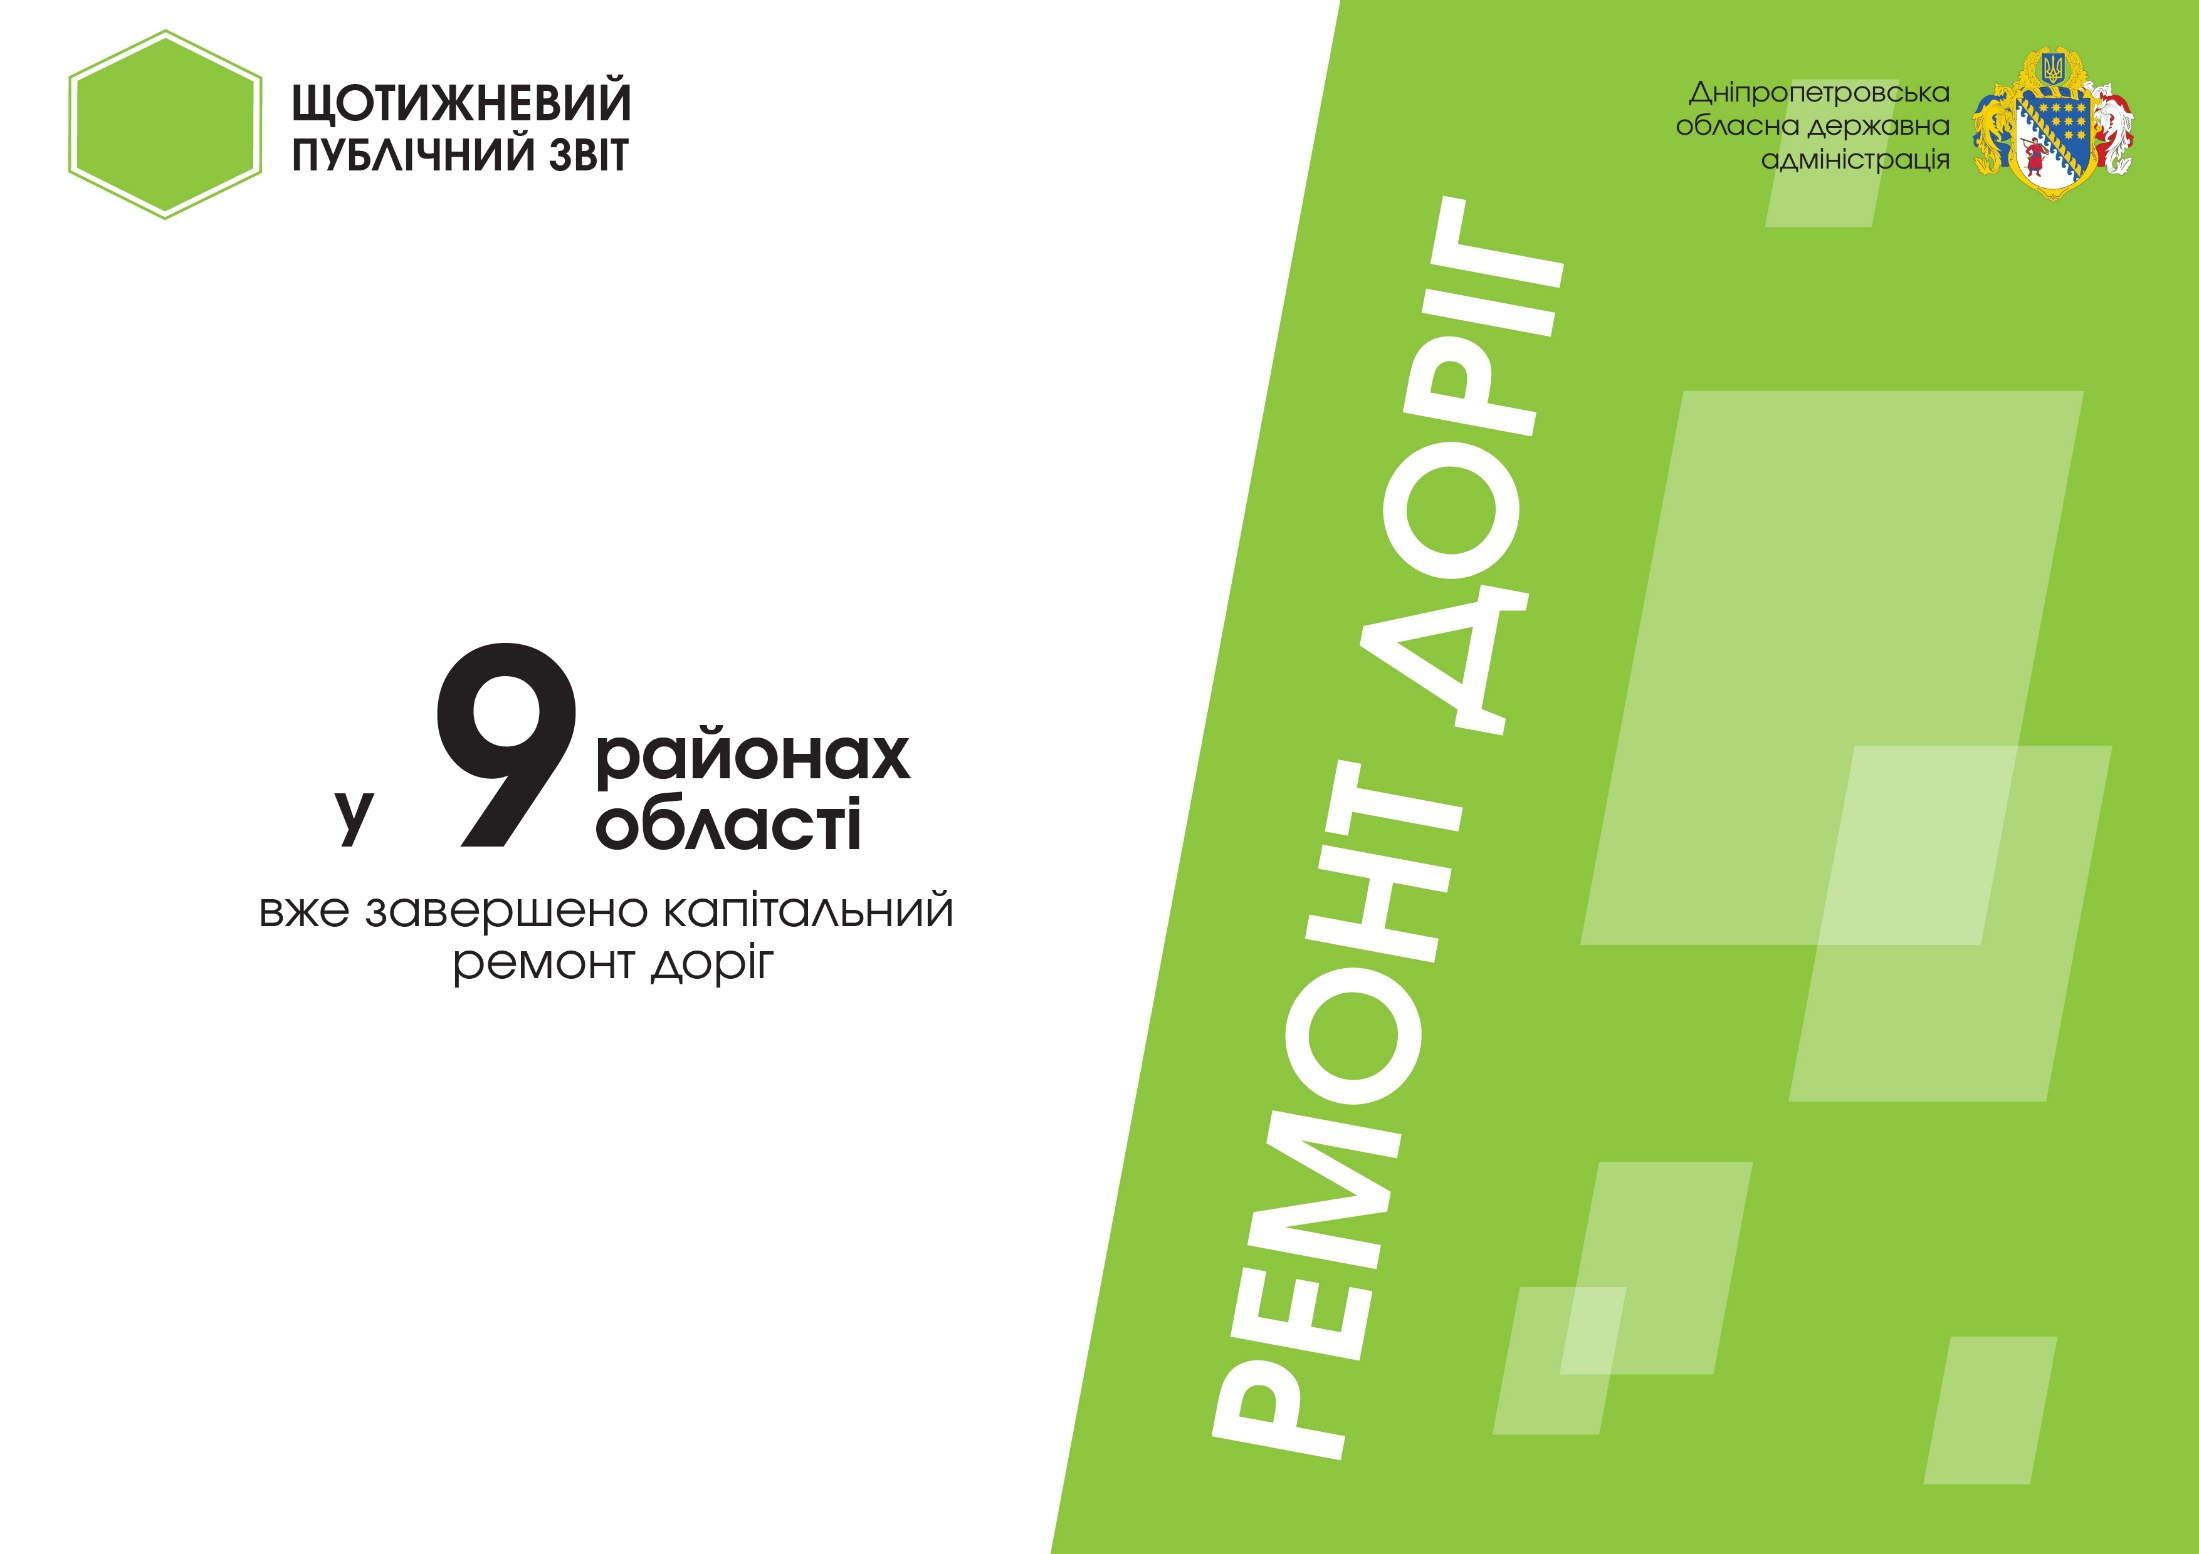 ЩОТИЖНЕВИЙ
ПУБЛІЧНИЙ ЗВІТ
Дніпропетровська
обласна державна
адміністрація
РЕМОНТ ДОРІГ
у 9 районах
області
вже завершено капітальний
ремонт доріг